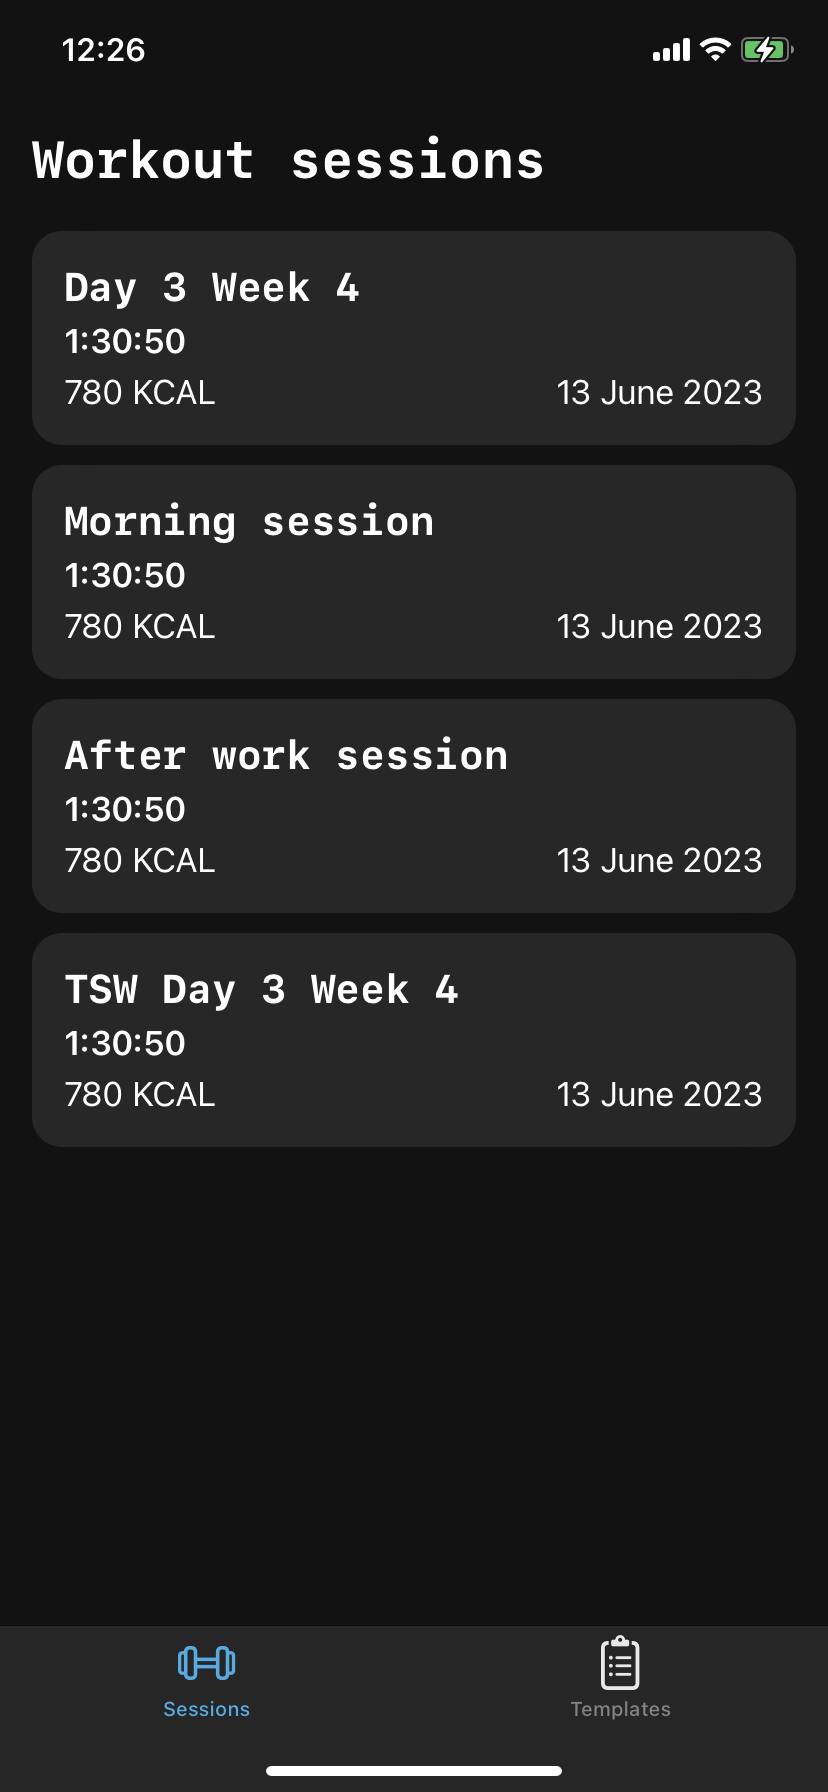 12:26
Workout sessions
Day 3 Week 4
1:30:50
780 KCAL 13 June 2023
Morning session
1:30:50
780 KCAL 13 June 2023
After work session
1:30:50
780 KCAL 13 June 2023
TSW Day 3 Week 4
1:30:50
780 KCAL 13 June 2023
Sessions Templates